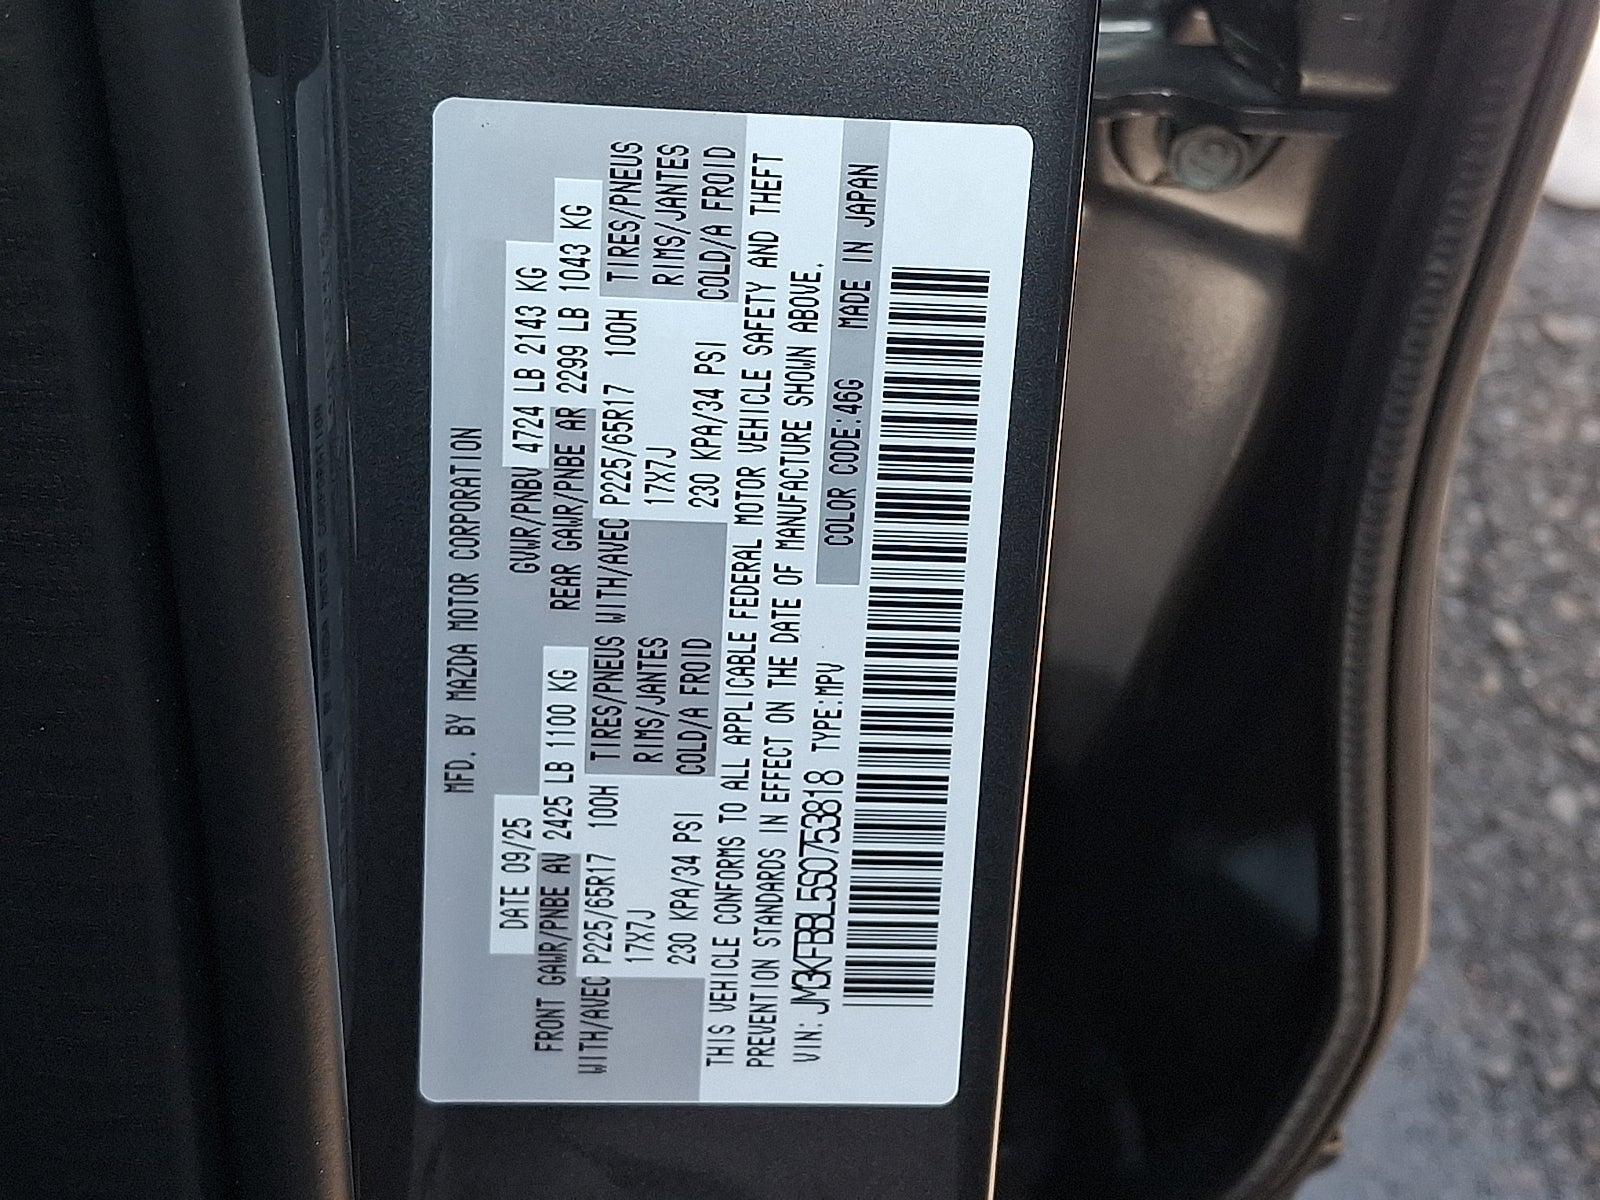 MFD. BY MAZDA MOTOR CORPORATION
DATE 09/25 GVWR/PNBV 4724 LB 2143 KG
FRONT GAWR/PNBE AV 2425 LB 1100 KG REAR GAWR/PNBE AR 2299 LB 1043 KG
WITH/AVEC P225/65R17 100H TIRES/PNEUS WITH/AVEC P225/65R17 100H TIRES/PNEUS
17X7J RIMS/JANTES 17X7J RIMS/JANTES
230 KPA/34 PSI COLD/A FROID 230 KPA/34 PSI COLD/A FROID
THIS VEHICLE CONFORMS TO ALL APPLICABLE FEDERAL MOTOR VEHICLE SAFETY AND THEFT
PREVENTION STANDARDS IN EFFECT ON THE DATE OF MANUFACTURE SHOWN ABOVE.
VIN: JM3KFBBL5S0753818 TYPE:MPV COLOR CODE:46G MADE IN JAPAN